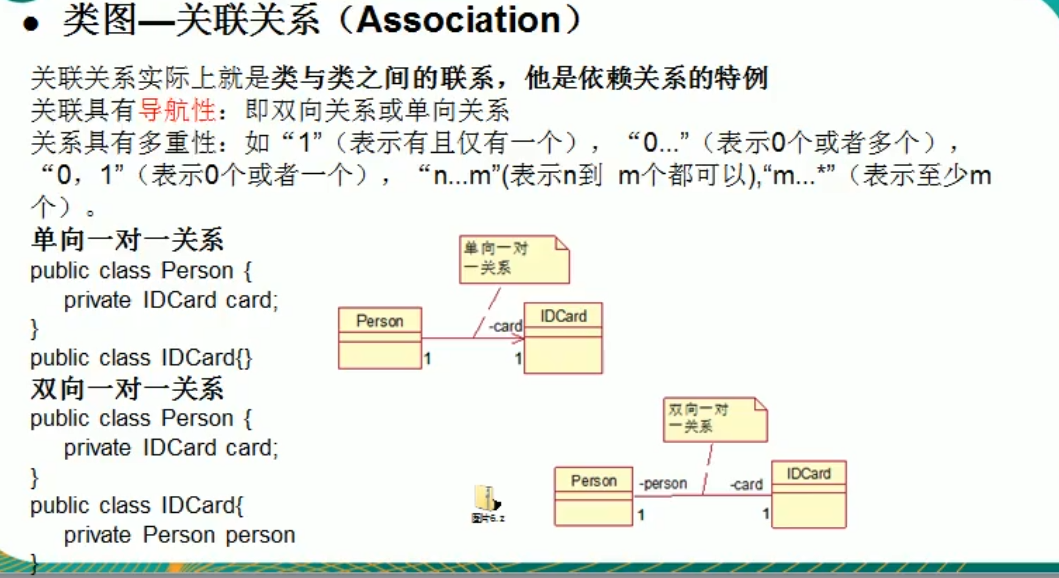 ● 类图—关联关系（Association）
关联关系实际上就是类与类之间的联系，他是依赖关系的特例
关联具有导航性：即双向关系或单向关系
关系具有多重性：如“1”（表示有且仅有一个），“0...”（表示0个或者多个），
“0，1”（表示0个或者一个），“n...m”(表示n到 m个都可以),“m...*”（表示至少m
个）。
单向一对一关系
public class Person {
private IDCard card;
}
public class IDCard{}
双向一对一关系
public class Person {
private IDCard card;
}
public class IDCard{
private Person person
}
单向一对
一关系
Person
-card
IDCard
1
1
双向一对
一关系
Person
-person
-card
IDCard
1
1
图片6.z